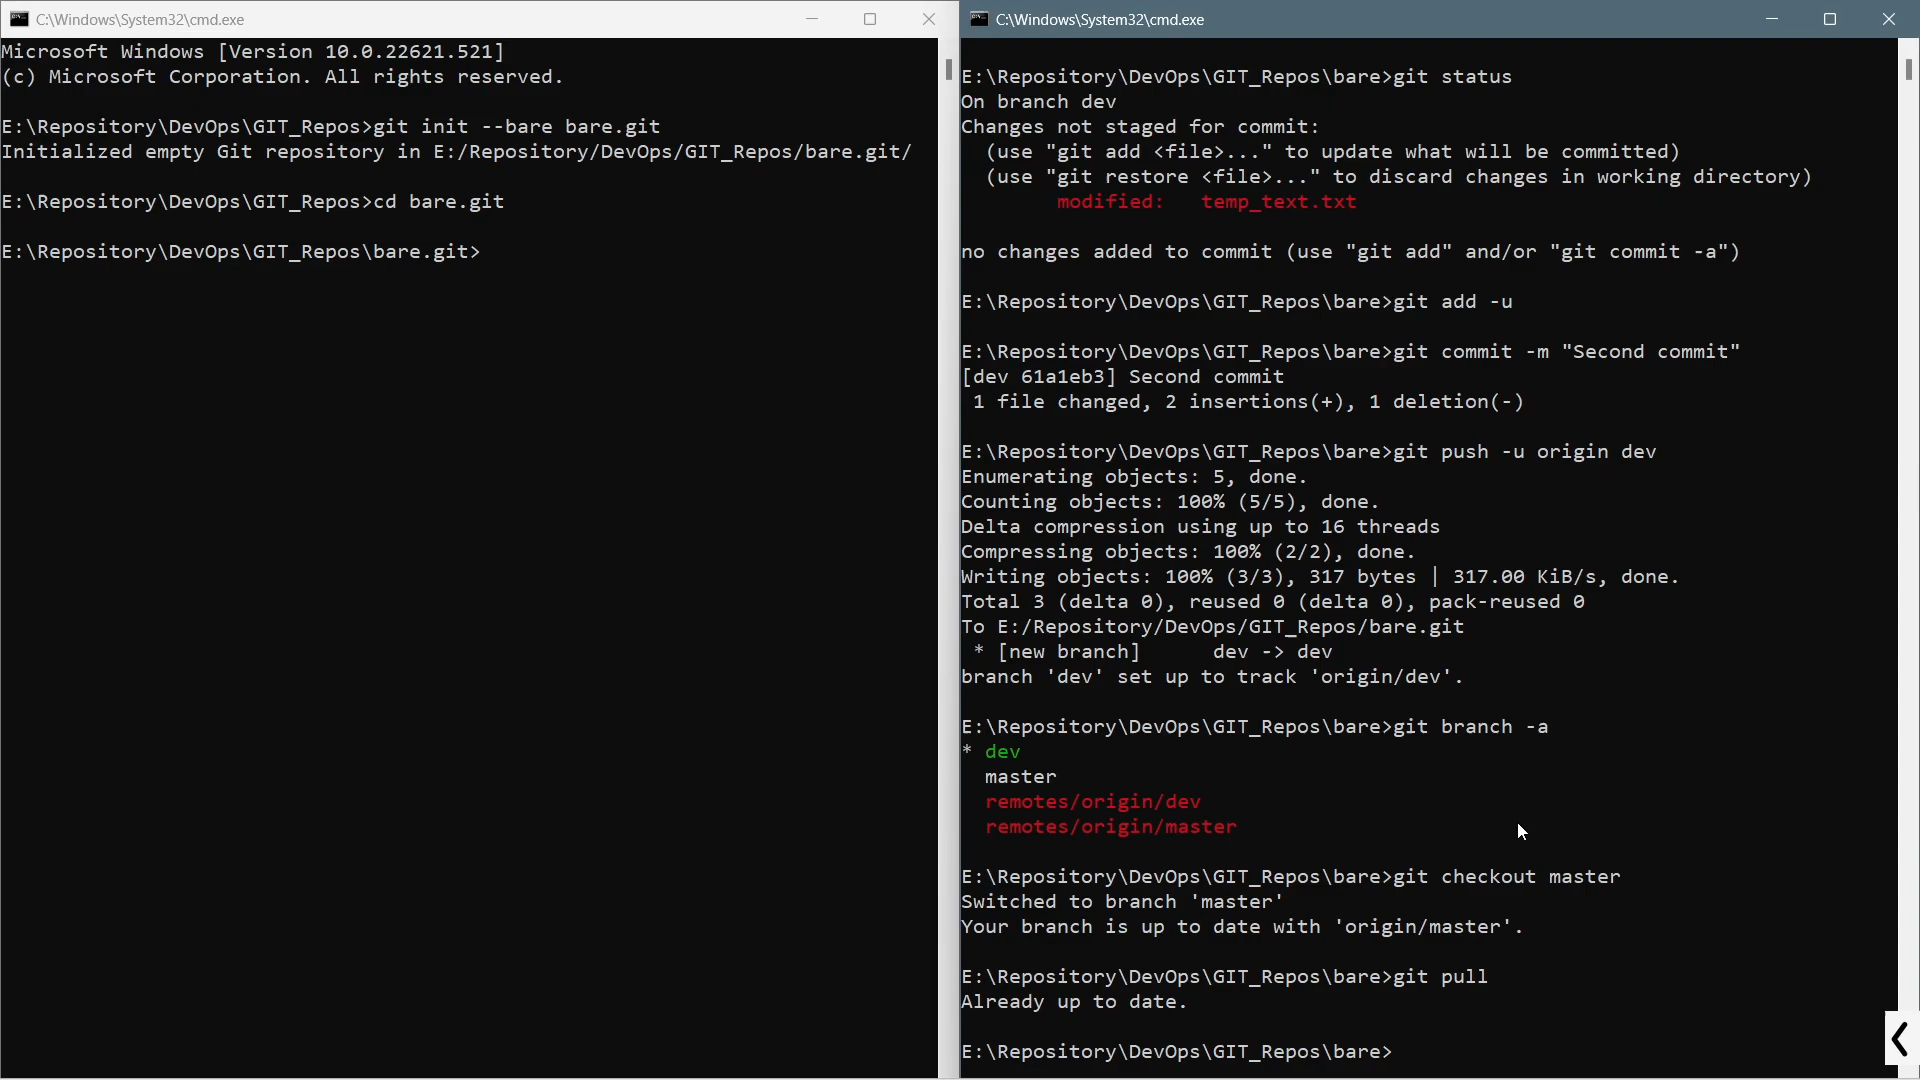 C:\Windows\System32\cmd.exe
Microsoft Windows [Version 10.0.22621.521]
(c) Microsoft Corporation. All rights reserved.
E:\Repository\DevOps\GIT_Repos>git init --bare bare.git
Initialized empty Git repository in E:/Repository/DevOps/GIT_Repos/bare.git/
E:\Repository\DevOps\GIT_Repos>cd bare.git
E:\Repository\DevOps\GIT_Repos\bare.git>
C:\Windows\System32\cmd.exe
E:\Repository\DevOps\GIT_Repos\bare>git status
On branch dev
Changes not staged for commit:
  (use "git add <file>..." to update what will be committed)
  (use "git restore <file>..." to discard changes in working directory)
        modified:   temp_text.txt
no changes added to commit (use "git add" and/or "git commit -a")
E:\Repository\DevOps\GIT_Repos\bare>git add -u
E:\Repository\DevOps\GIT_Repos\bare>git commit -m "Second commit"
[dev 61a1eb3] Second commit
 1 file changed, 2 insertions(+), 1 deletion(-)
E:\Repository\DevOps\GIT_Repos\bare>git push -u origin dev
Enumerating objects: 5, done.
Counting objects: 100% (5/5), done.
Delta compression using up to 16 threads
Compressing objects: 100% (2/2), done.
Writing objects: 100% (3/3), 317 bytes | 317.00 KiB/s, done.
Total 3 (delta 0), reused 0 (delta 0), pack-reused 0
To E:/Repository/DevOps/GIT_Repos/bare.git
 * [new branch]      dev -> dev
branch 'dev' set up to track 'origin/dev'.
E:\Repository\DevOps\GIT_Repos\bare>git branch -a
* dev
  master
  remotes/origin/dev
  remotes/origin/master
E:\Repository\DevOps\GIT_Repos\bare>git checkout master
Switched to branch 'master'
Your branch is up to date with 'origin/master'.
E:\Repository\DevOps\GIT_Repos\bare>git pull
Already up to date.
E:\Repository\DevOps\GIT_Repos\bare>